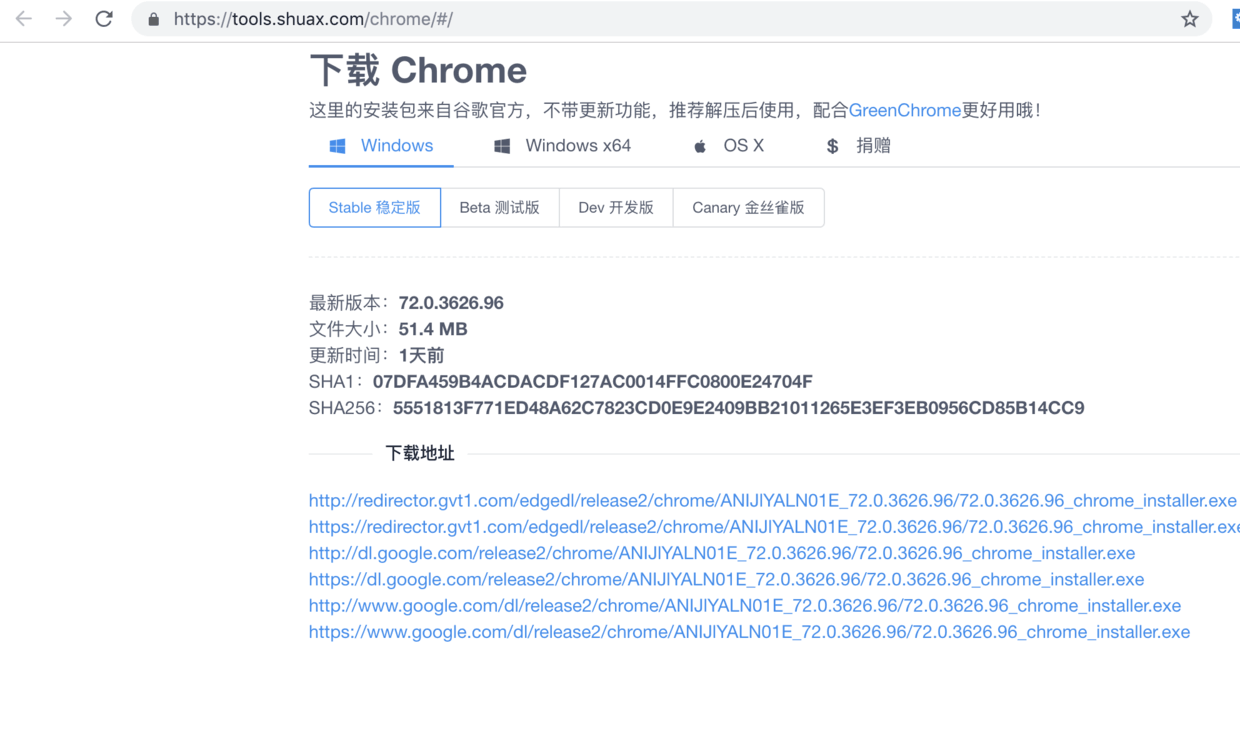 https://tools.shuax.com/chrome/#/
下载 Chrome
这里的安装包来自谷歌官方，不带更新功能，推荐解压后使用，配合GreenChrome更好用哦！
Windows Windows x64 OS X $ 捐赠
Stable 稳定版 Beta 测试版 Dev 开发版 Canary 金丝雀版
最新版本：72.0.3626.96
文件大小：51.4 MB
更新时间：1天前
SHA1：07DFA459B4ACDACDF127AC0014FFC0800E24704F
SHA256：5551813F771ED48A62C7823CD0E9E2409BB21011265E3EF3EB0956CD85B14CC9
下载地址
http://redirector.gvt1.com/edgedl/release2/chrome/ANIJlYALN01E_72.0.3626.96/72.0.3626.96_chrome_installer.exe
https://redirector.gvt1.com/edgedl/release2/chrome/ANIJlYALN01E_72.0.3626.96/72.0.3626.96_chrome_installer.exe
http://dl.google.com/release2/chrome/ANIJlYALN01E_72.0.3626.96/72.0.3626.96_chrome_installer.exe
https://dl.google.com/release2/chrome/ANIJlYALN01E_72.0.3626.96/72.0.3626.96_chrome_installer.exe
http://www.google.com/dl/release2/chrome/ANIJlYALN01E_72.0.3626.96/72.0.3626.96_chrome_installer.exe
https://www.google.com/dl/release2/chrome/ANIJlYALN01E_72.0.3626.96/72.0.3626.96_chrome_installer.exe